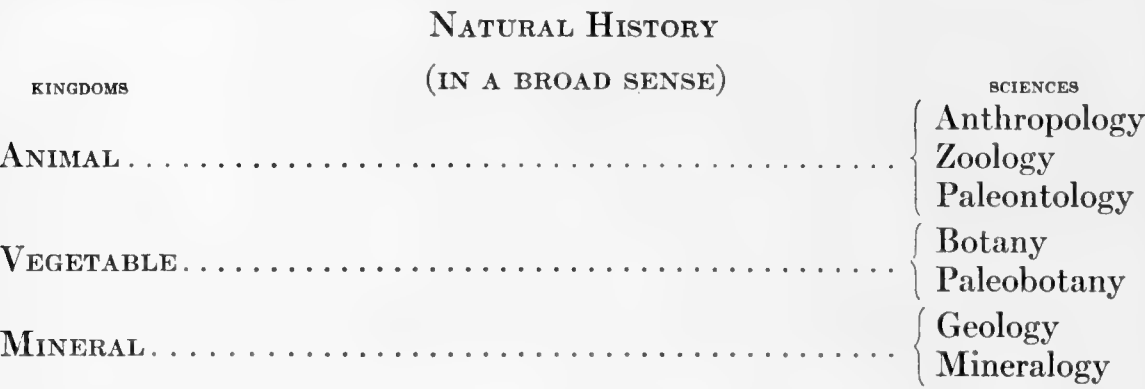 NATURAL HISTORY
(IN A BROAD SENSE)
KINGDOMS SCIENCES
ANIMAL . . . . . . . . . . . . . . . . . . . . . . . . . . . . . . . . . . . . . . . . . . . { Anthropology
Zoology
Paleontology
VEGETABLE . . . . . . . . . . . . . . . . . . . . . . . . . . . . . . . . . . . . . . . . { Botany
Paleobotany
MINERAL . . . . . . . . . . . . . . . . . . . . . . . . . . . . . . . . . . . . . . . . . . { Geology
Mineralogy